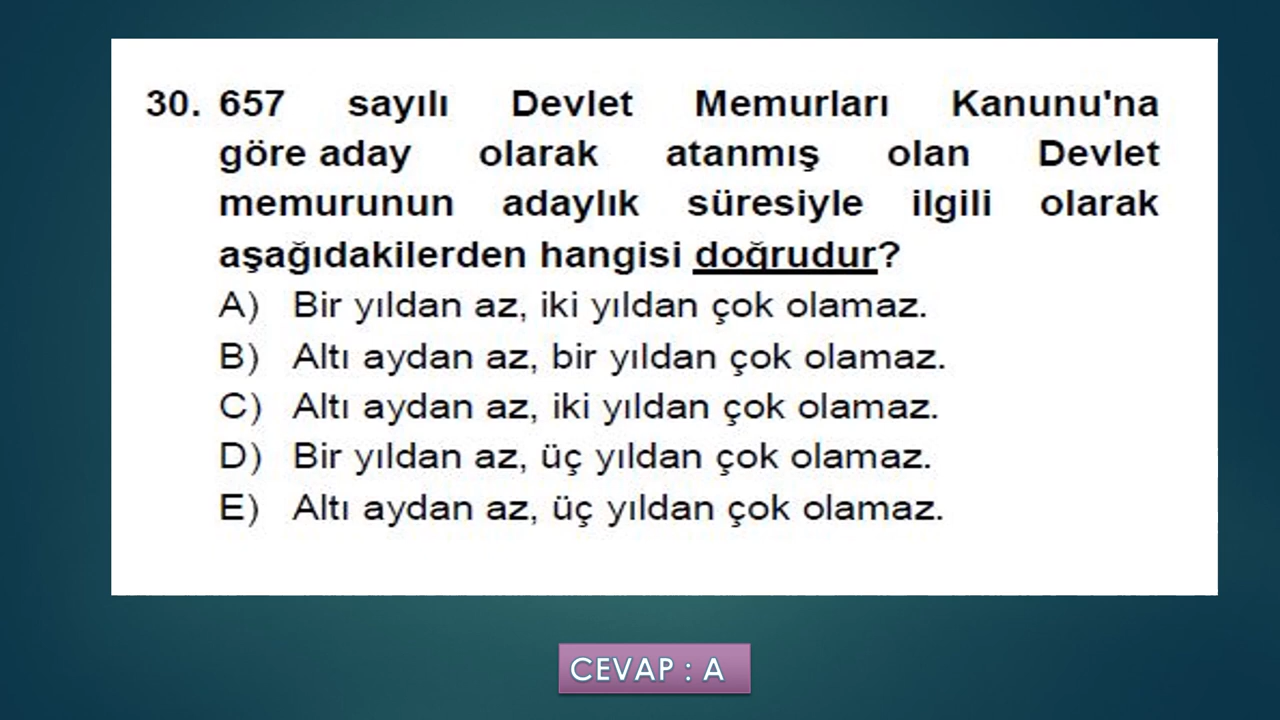 30. 657 sayılı Devlet Memurları Kanunu'na
göre aday olarak atanmış olan Devlet
memurunun adaylık süresiyle ilgili olarak
aşağıdakilerden hangisi doğrudur?
A) Bir yıldan az, iki yıldan çok olamaz.
B) Altı aydan az, bir yıldan çok olamaz.
C) Altı aydan az, iki yıldan çok olamaz.
D) Bir yıldan az, üç yıldan çok olamaz.
E) Altı aydan az, üç yıldan çok olamaz.
CEVAP : A